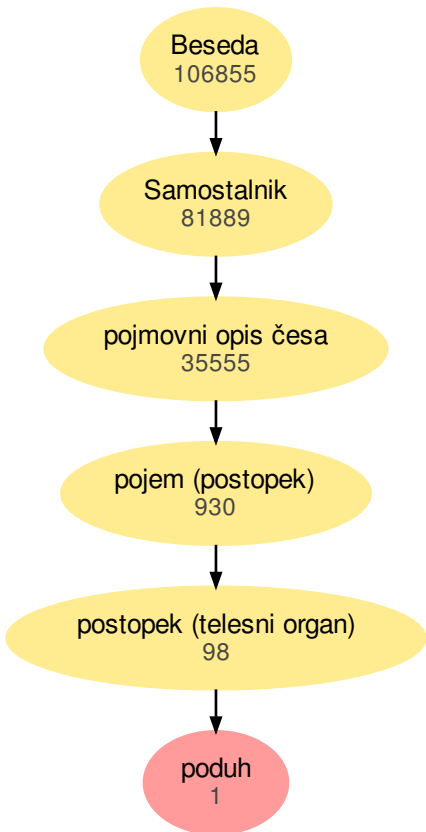 Beseda
106855
Samostalnik
81889
pojmovni opis česa
35555
pojem (postopek)
930
postopek (telesni organ)
98
poduh
1